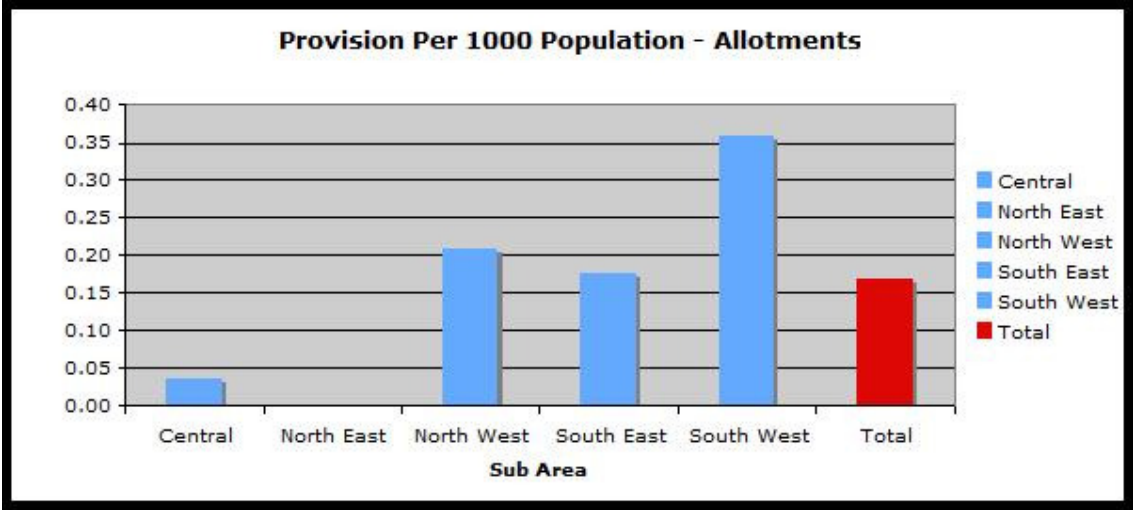 Provision Per 1000 Population - Allotments
0.40
0.35
0.30
0.25
0.20
0.15
0.10
0.05
0.00
Central North East North West South East South West Total
Sub Area
Central
North East
North West
South East
South West
Total